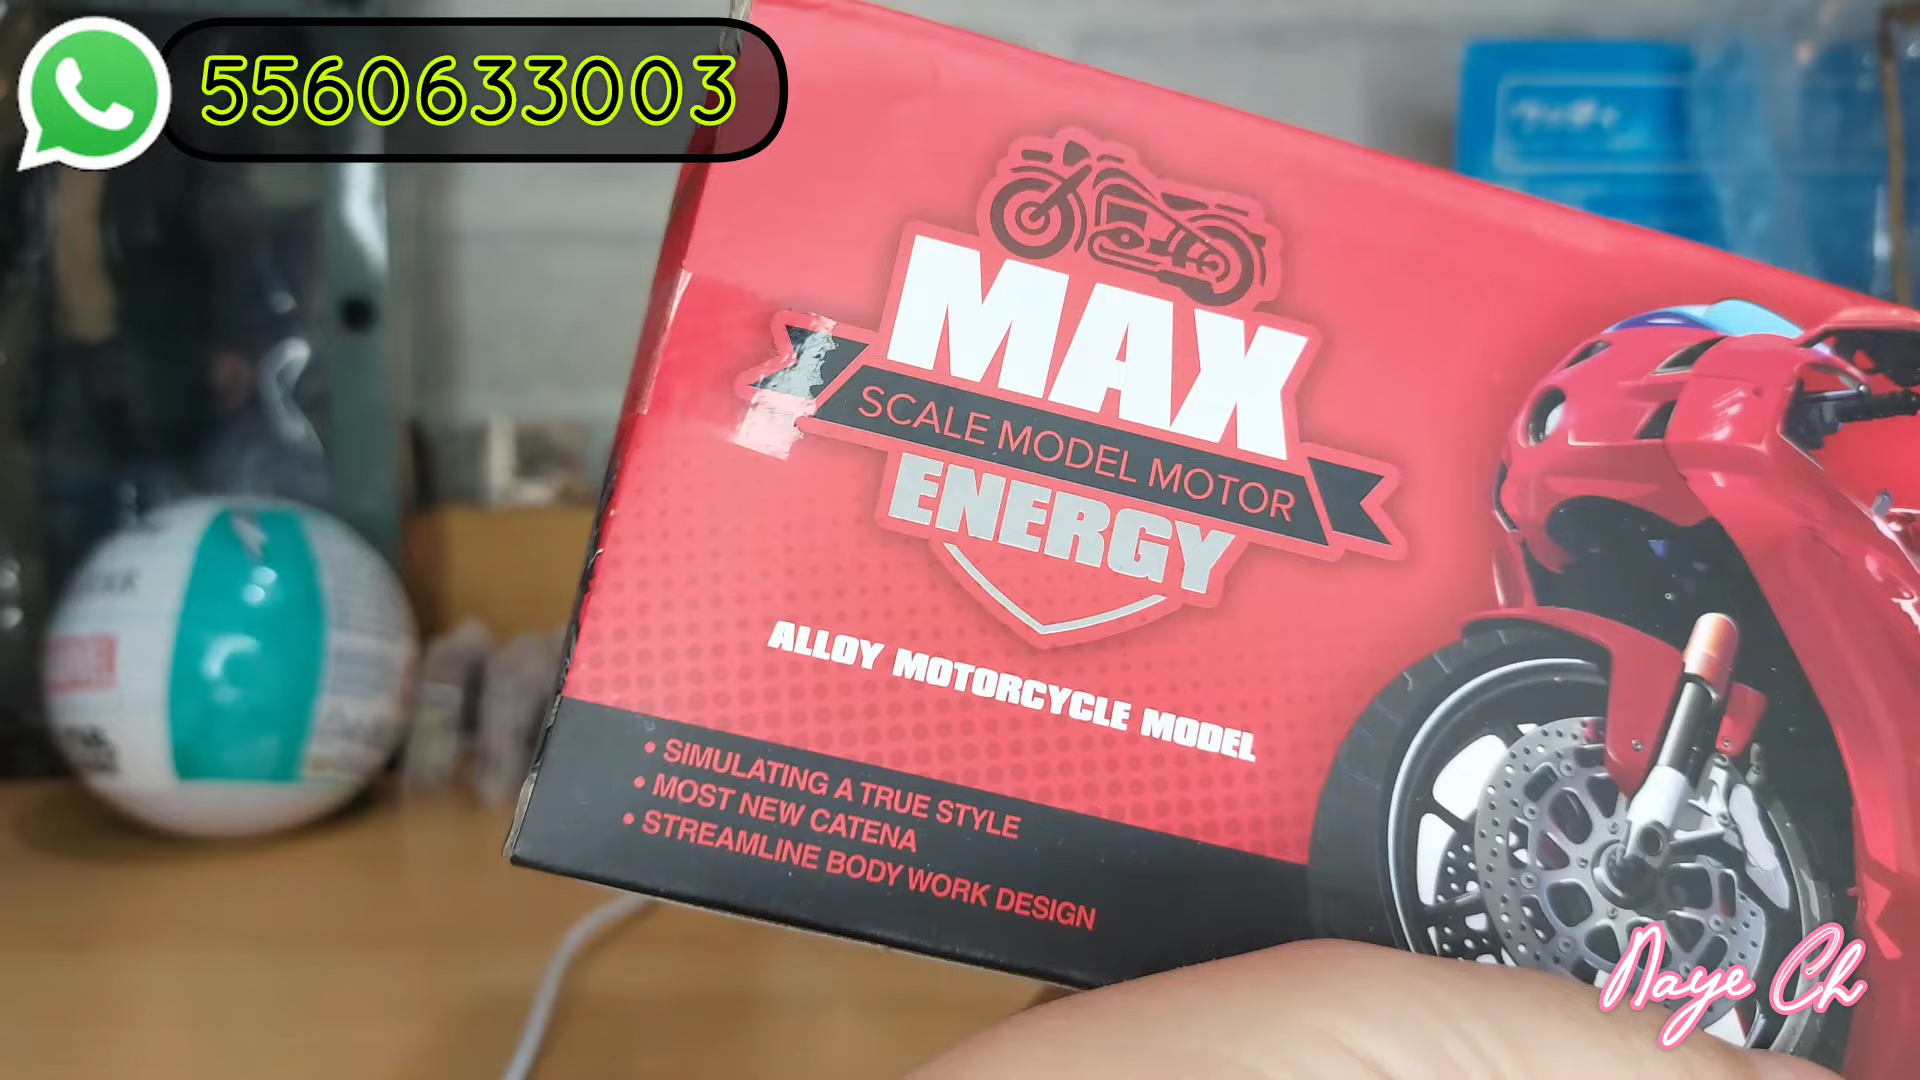 5560633003
MAX
SCALE MODEL MOTOR
ENERGY
ALLOY MOTORCYCLE MODEL
• SIMULATING A TRUE STYLE
• MOST NEW CATENA
• STREAMLINE BODY WORK DESIGN
Naye Ch